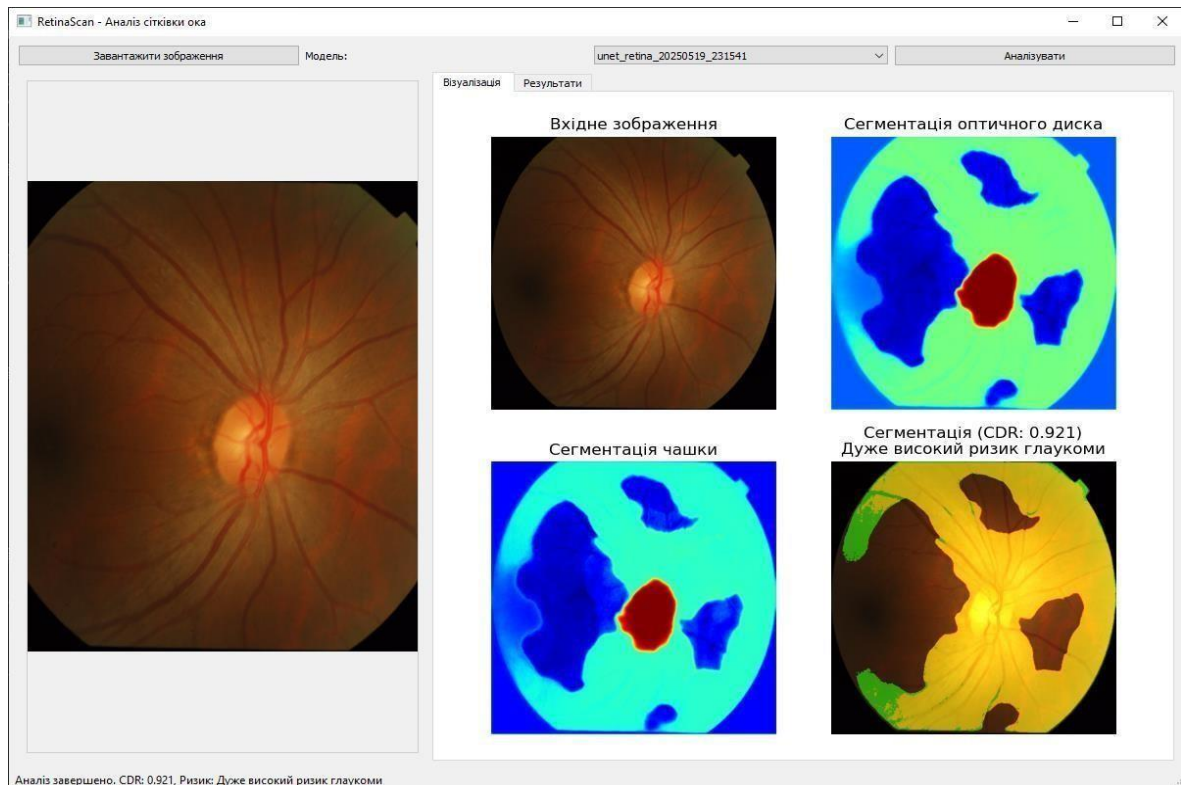 RetinaScan - Аналіз сітківки ока
Завантажити зображення
Модель:
unet_retina_20250519_231541
Аналізувати
Візуалізація
Результати
Вхідне зображення
Сегментація оптичного диска
Сегментація чашки
Сегментація (CDR: 0.921)
Дуже високий ризик глаукоми
Аналіз завершено. CDR: 0.921, Ризик: Дуже високий ризик глаукоми